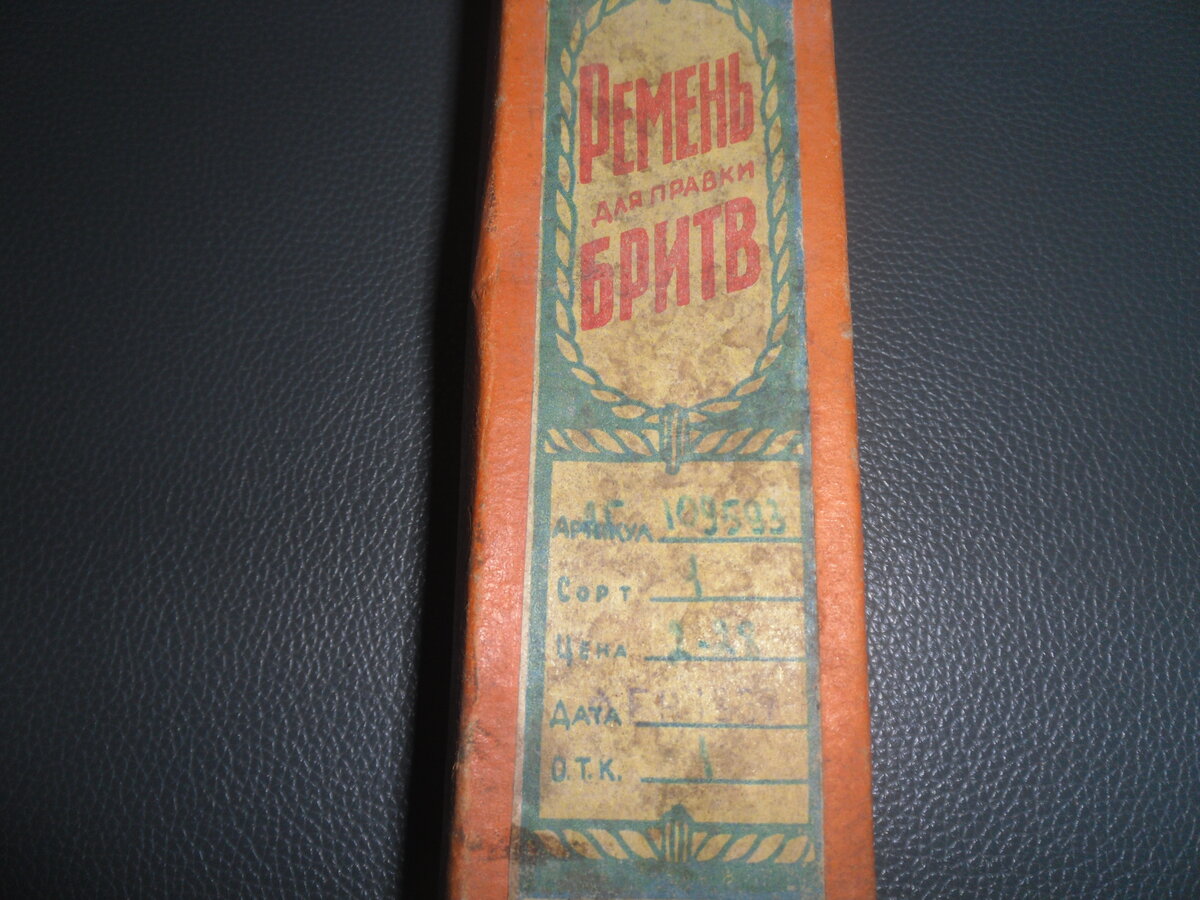 РЕМЕНЬ
ДЛЯ ПРАВКИ
БРИТВ
АРТИКУЛ 109593
СОРТ 1
ЦЕНА
ДАТА
О.Т.К. 1